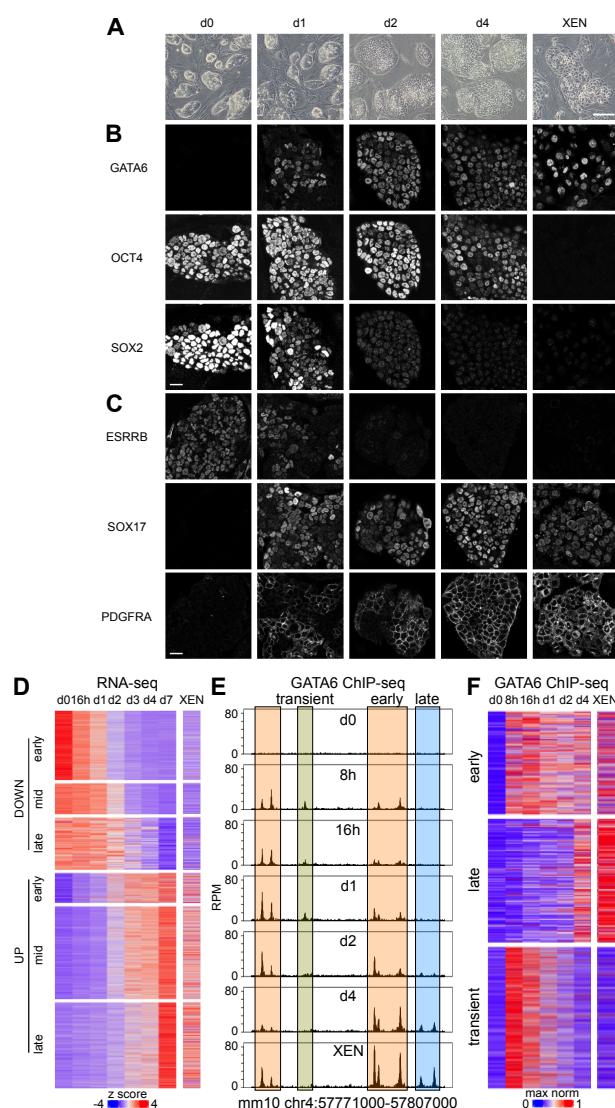 A
d0 d1 d2 d4 XEN
B
GATA6
OCT4
SOX2
C
ESRRB
SOX17
PDGFRA
D
RNA-seq
d0 16h d1 d2 d3 d4 d7 XEN
DOWN
early
mid
late
UP
early
mid
late
z score
-4 4
E
GATA6 ChIP-seq
transient early late
RPM
80
0
d0
80
0
8h
80
0
16h
80
0
d1
80
0
d2
80
0
d4
80
0
XEN
mm10 chr4:57771000-57807000
F
GATA6 ChIP-seq
d0 8h 16h d1 d2 d4 XEN
early
late
transient
max norm
0 1